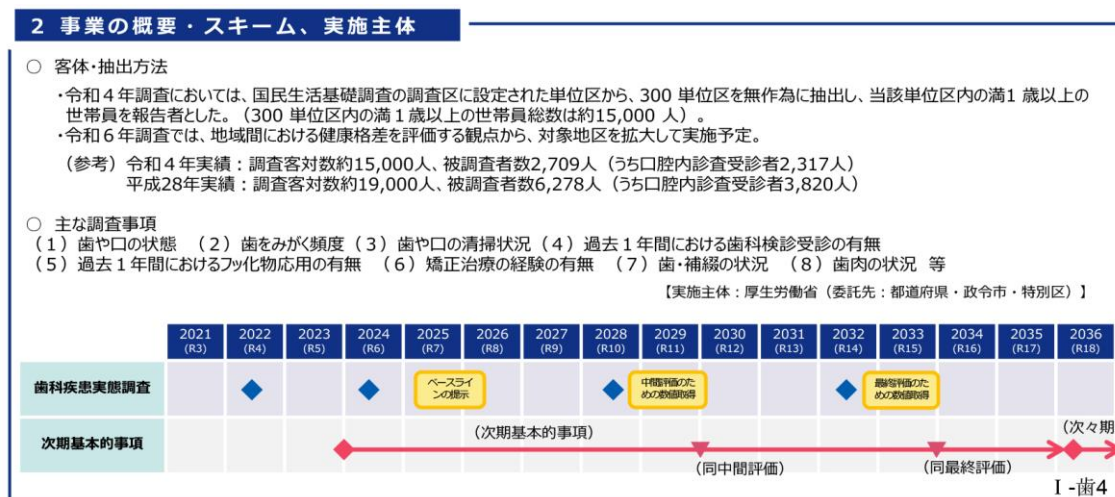 2 事業の概要・スキーム、実施主体
○ 客体・抽出方法
・令和４年調査においては、国民生活基礎調査の調査区に設定された単位区から、300 単位区を無作為に抽出し、当該単位区内の満1 歳以上の
世帯員を報告者とした。（300 単位区内の満１歳以上の世帯員総数は約15,000 人）。
・令和６年調査では、地域間における健康格差を評価する観点から、対象地区を拡大して実施予定。
（参考）令和４年実績：調査客対数約15,000人、被調査者数2,709人（うち口腔内診査受診者2,317人）
平成28年実績：調査客対数約19,000人、被調査者数6,278人（うち口腔内診査受診者3,820人）
○ 主な調査事項
（１）歯や口の状態 （２）歯をみがく頻度（３）歯や口の清掃状況（４）過去１年間における歯科検診受診の有無
（５）過去１年間におけるフッ化物応用の有無 （６）矯正治療の経験の有無 （７）歯・補綴の状況 （８）歯肉の状況 等
【実施主体：厚生労働省（委託先：都道府県・政令市・特別区）】
2021 2022 2023 2024 2025 2026 2027 2028 2029 2030 2031 2032 2033 2034 2035 2036
(R3) (R4) (R5) (R6) (R7) (R8) (R9) (R10) (R11) (R12) (R13) (R14) (R15) (R16) (R17) (R18)
歯科疾患実態調査
ベースライ
ンの提示
中間評価のた
めの数値取得
最終評価のた
めの数値取得
次期基本的事項
（次期基本的事項）
（次々期
（同中間評価）
（同最終評価）
Ⅰ-歯4